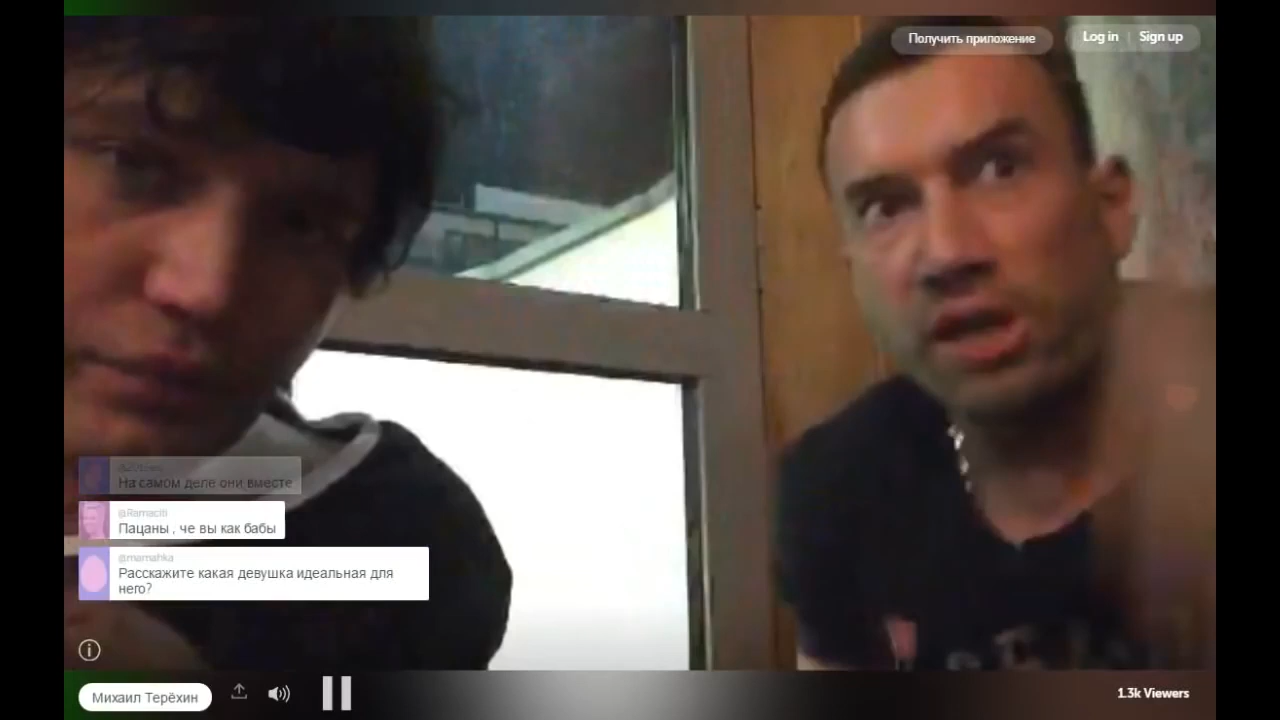 Получить приложение
Log in | Sign up
На самом деле они вместе
@Ramaciti
Пацаны , че вы как бабы
@mamahka
Расскажите какая девушка идеальная для
него?
Михаил Терёхин
1.3k Viewers